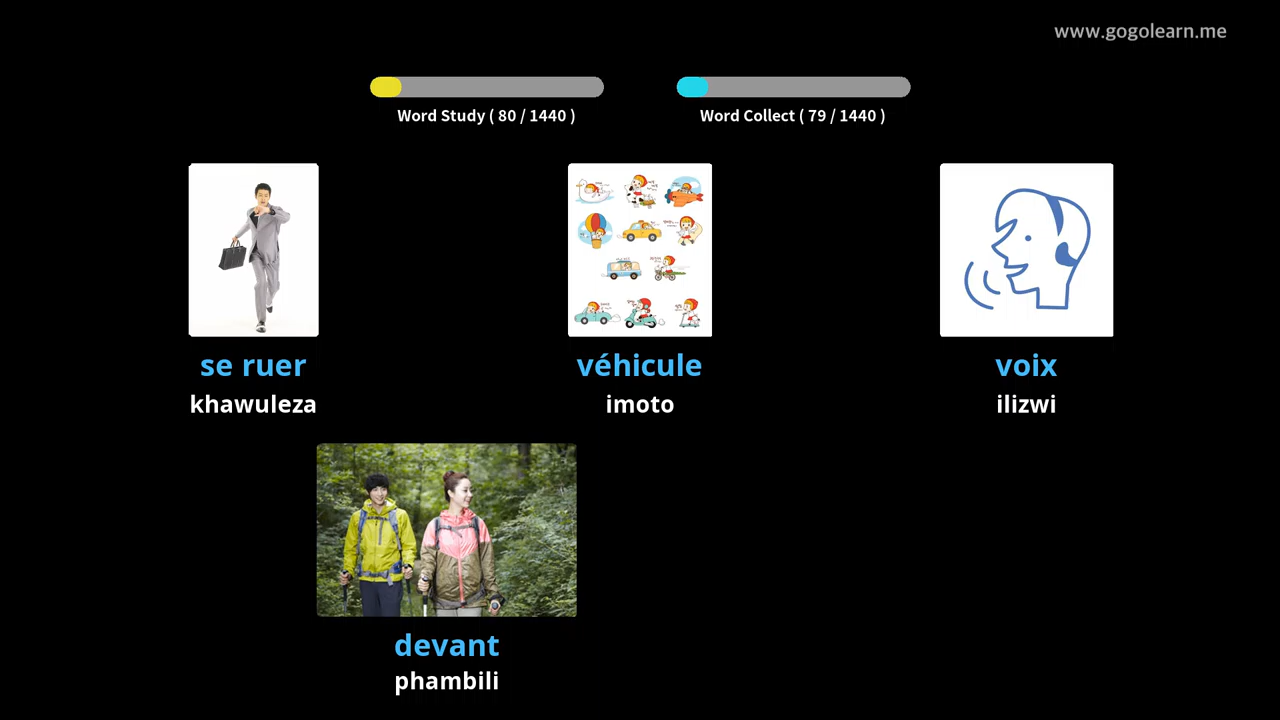 www.gogolearn.me
Word Study ( 80 / 1440 )
Word Collect ( 79 / 1440 )
se ruer
khawuleza
véhicule
imoto
voix
ilizwi
devant
phambili